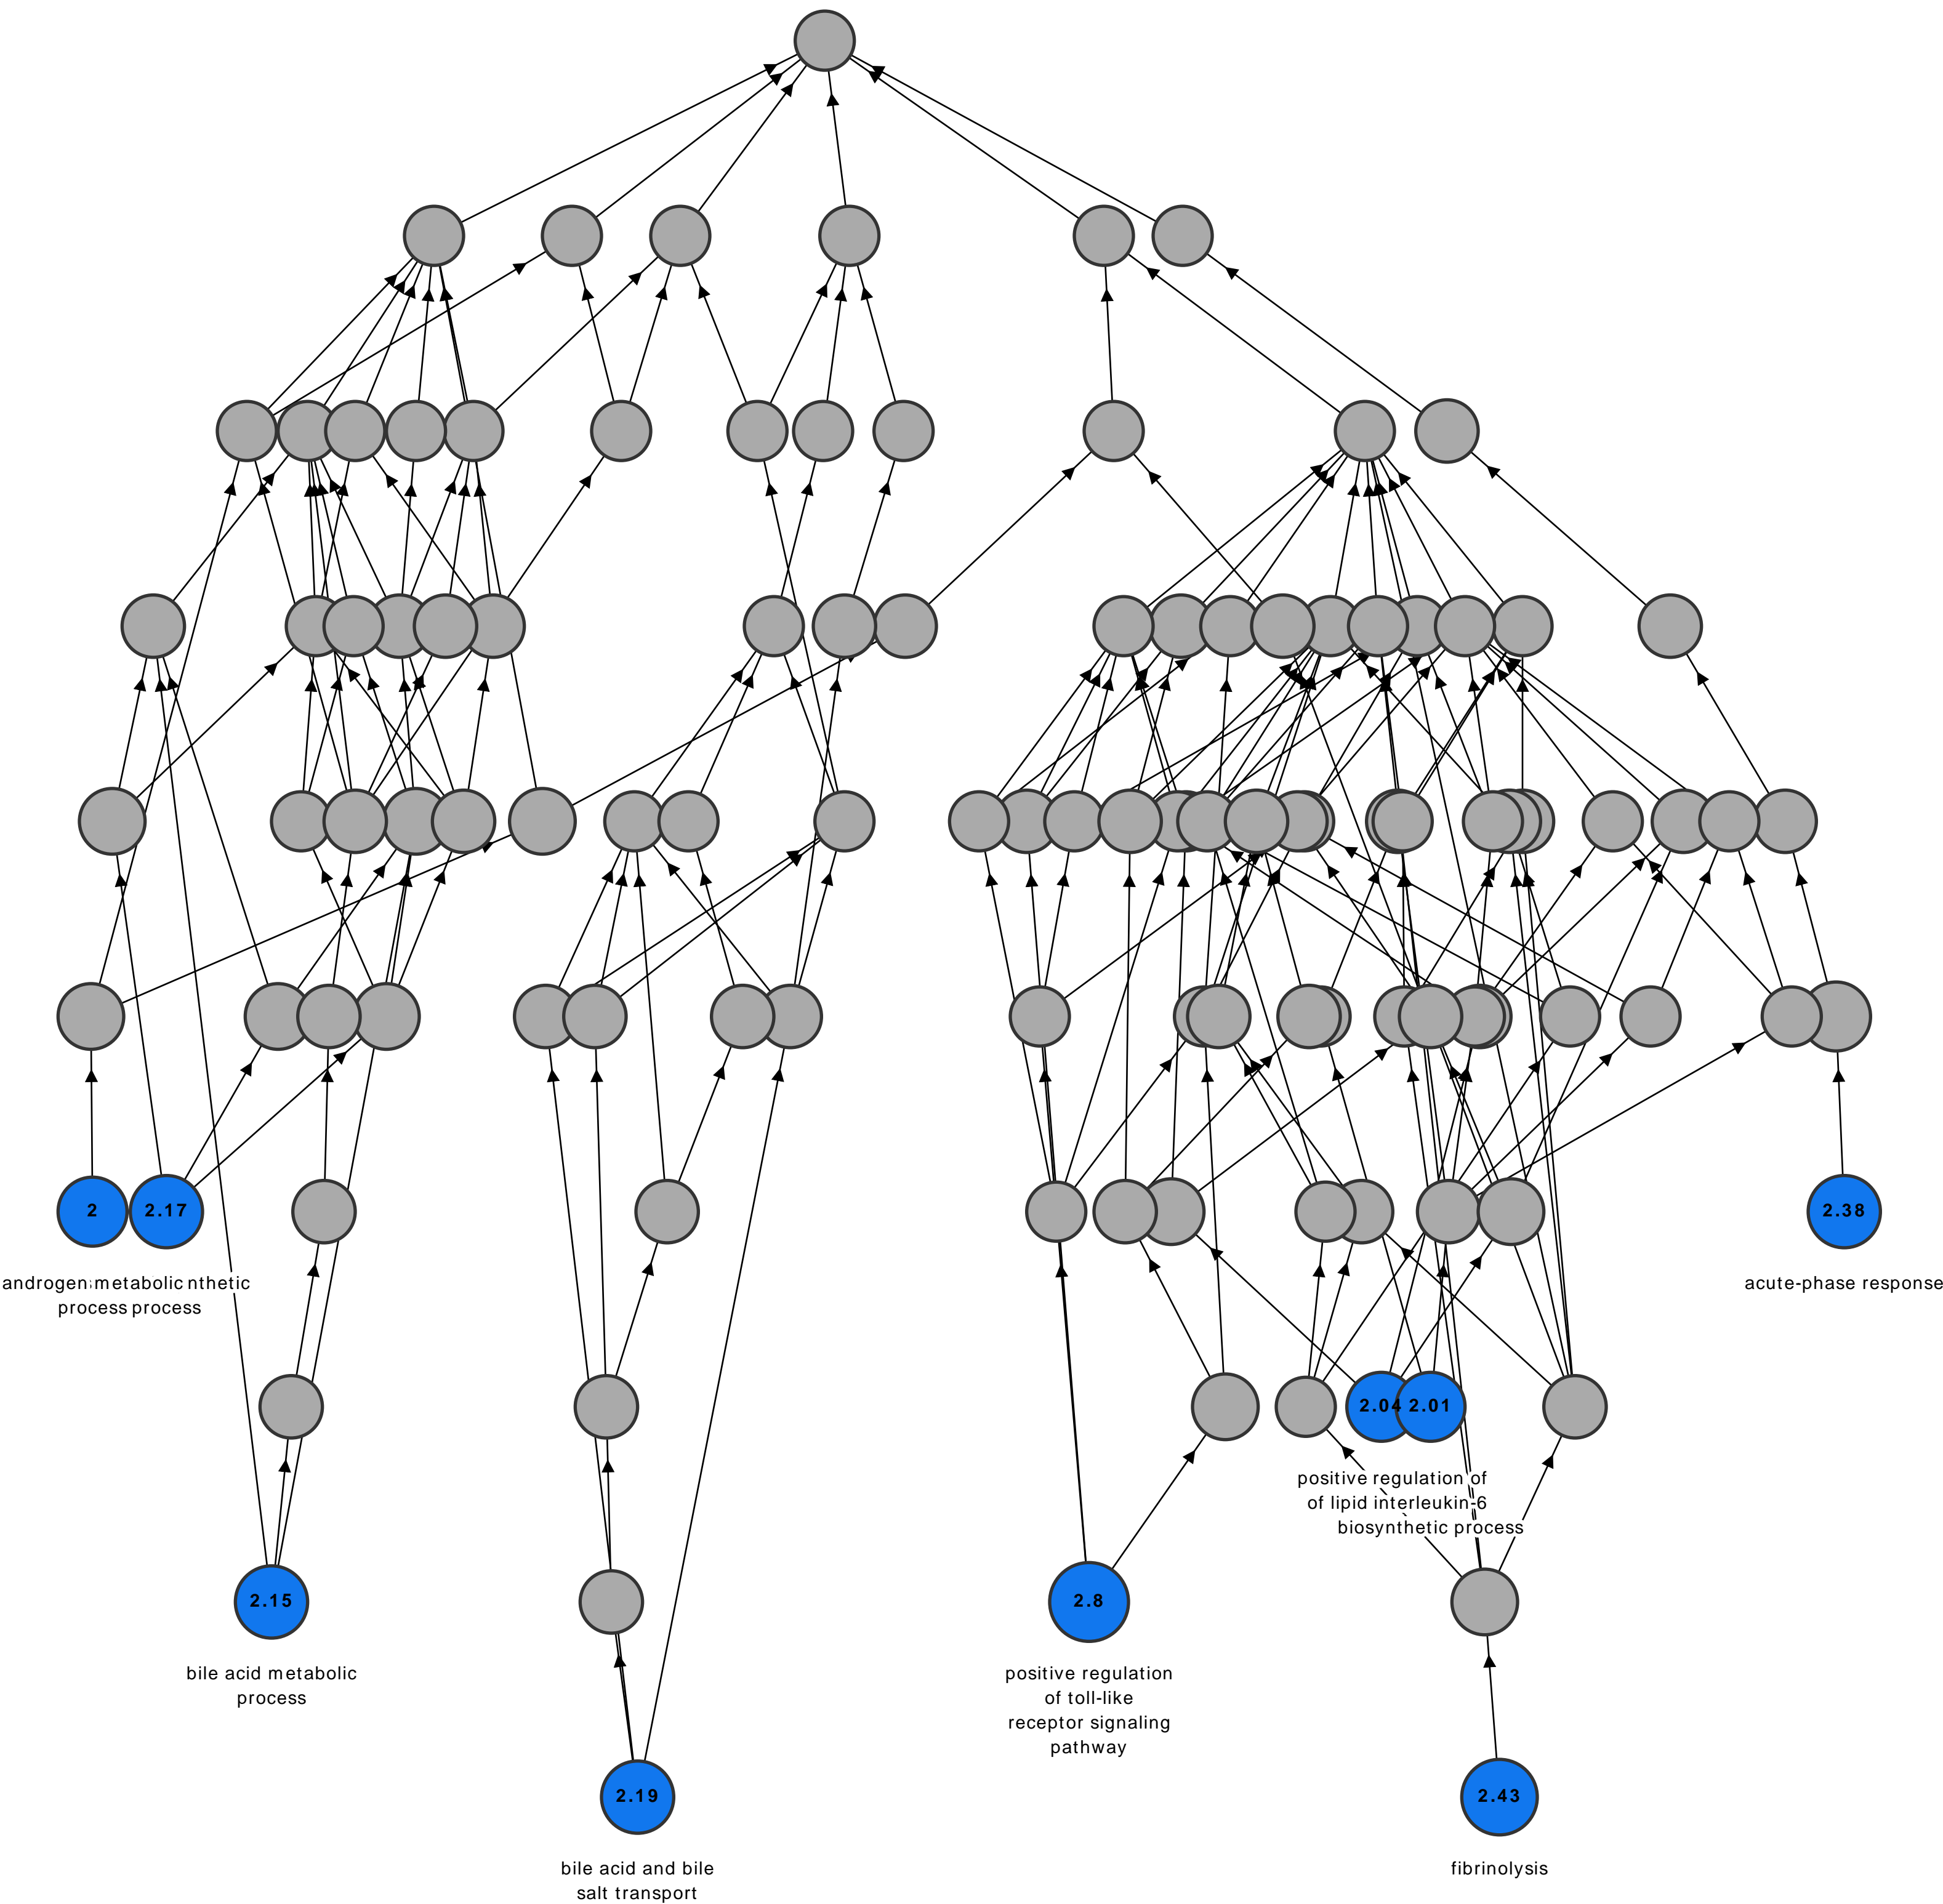 2
2.17
2.38
androgen metabolic nthetic
process process
acute-phase response
2.04
2.01
positive regulation of
of lipid interleukin-6
biosynthetic process
2.15
2.8
bile acid metabolic
process
positive regulation
of toll-like
receptor signaling
pathway
2.19
2.43
bile acid and bile
salt transport
fibrinolysis